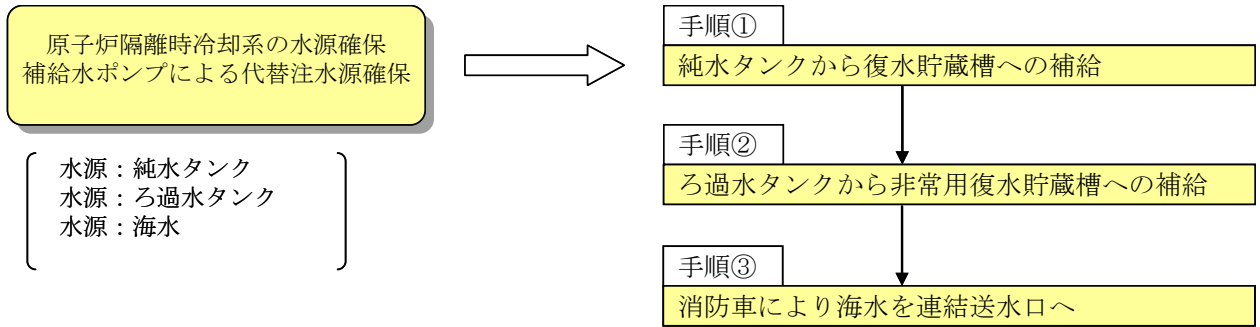 原子炉隔離時冷却系の水源確保
補給水ポンプによる代替注水源確保
水源：純水タンク
水源：ろ過水タンク
水源：海水
手順①
純水タンクから復水貯蔵槽への補給
手順②
ろ過水タンクから非常用復水貯蔵槽への補給
手順③
消防車により海水を連結送水口へ